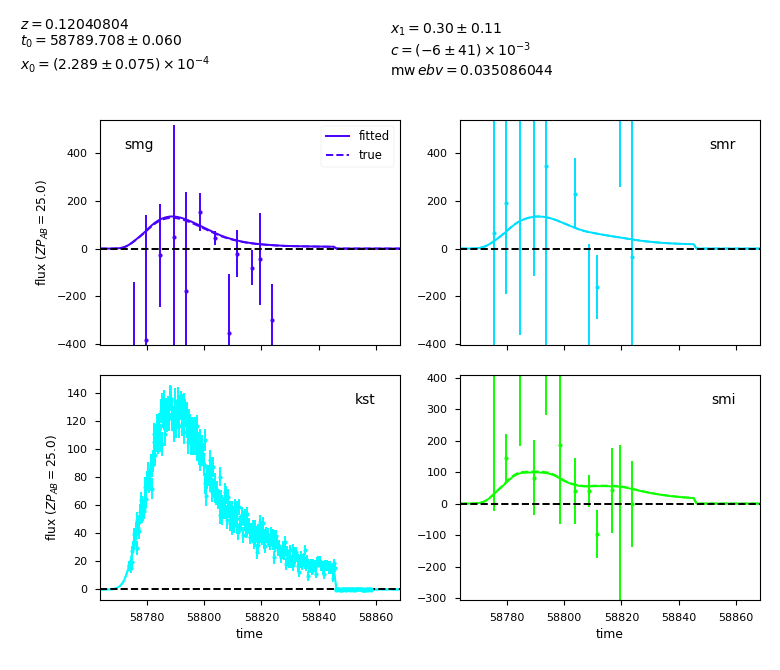 z = 0.12040804
t₀ = 58789.708 ± 0.060
x₀ = (2.289 ± 0.075) × 10⁻⁴
x₁ = 0.30 ± 0.11
c = (−6 ± 41) × 10⁻³
mw ebv = 0.035086044
smg
fitted
true
400
200
0
−200
−400
flux (ZP_AB = 25.0)
smr
400
200
0
−200
−400
kst
140
120
100
80
60
40
20
0
flux (ZP_AB = 25.0)
58780 58800 58820 58840 58860
time
smi
400
300
200
100
0
−100
−200
−300
58780 58800 58820 58840 58860
time